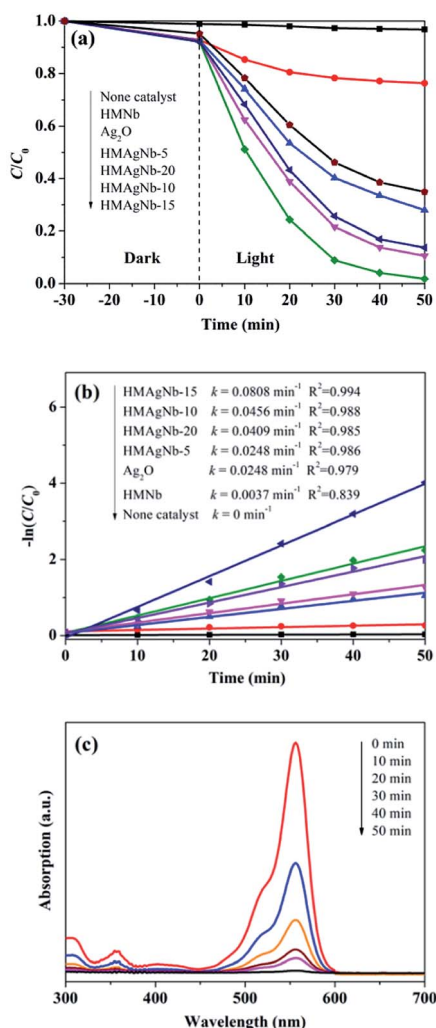 (a)
C/C0
1.0
0.8
0.6
0.4
0.2
0.0
None catalyst
HMNb
Ag2O
HMAgNb-5
HMAgNb-20
HMAgNb-10
HMAgNb-15
Dark
Light
-30 -20 -10 0 10 20 30 40 50
Time (min)
(b)
-ln(C/C0)
6
4
2
0
HMAgNb-15 k = 0.0808 min-1 R2=0.994
HMAgNb-10 k = 0.0456 min-1 R2=0.988
HMAgNb-20 k = 0.0409 min-1 R2=0.985
HMAgNb-5 k = 0.0248 min-1 R2=0.986
Ag2O k = 0.0248 min-1 R2=0.979
HMNb k = 0.0037 min-1 R2=0.839
None catalyst k = 0 min-1
0 10 20 30 40 50
Time (min)
(c)
Absorption (a.u.)
0 min
10 min
20 min
30 min
40 min
50 min
300 400 500 600 700
Wavelength (nm)